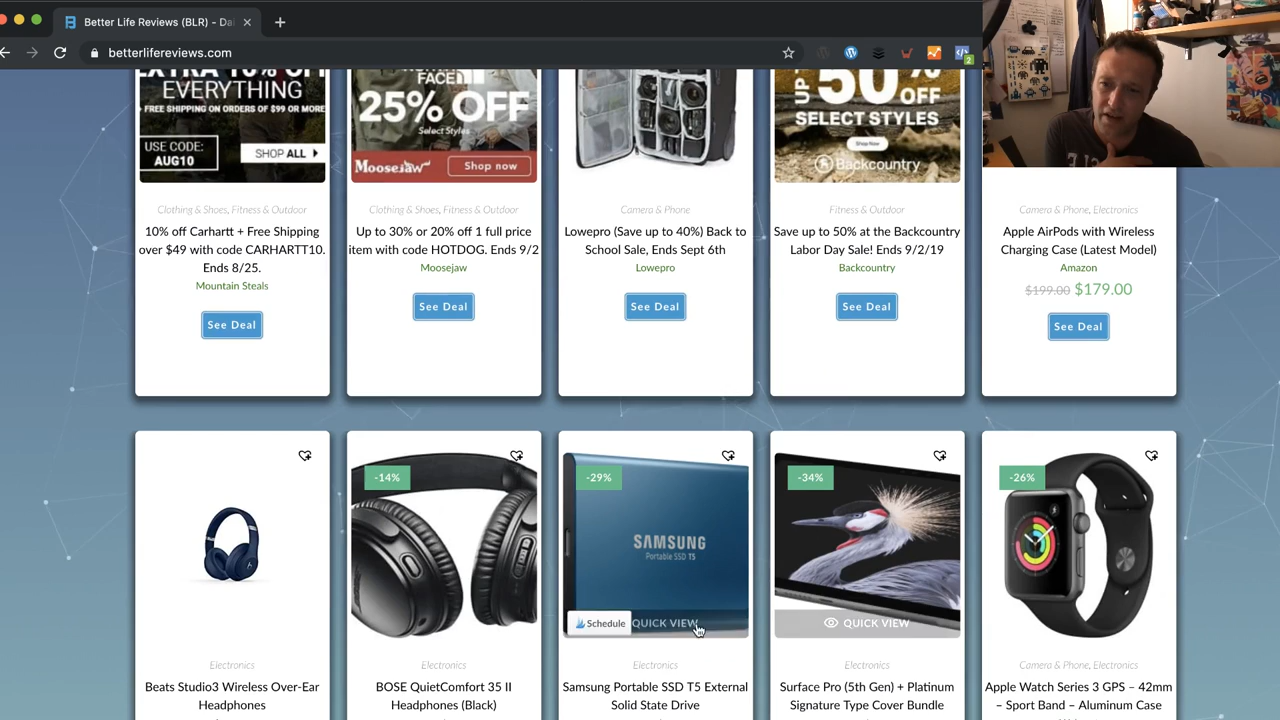 Better Life Reviews (BLR) - Dai
betterlifereviews.com
2
EXTRA 10% OFF
EVERYTHING
+ FREE SHIPPING ON ORDERS OF $99 OR MORE
USE CODE:
AUG10
SHOP ALL
Clothing & Shoes, Fitness & Outdoor
10% off Carhartt + Free Shipping
over $49 with code CARHARTT10.
Ends 8/25.
Mountain Steals
See Deal
FACE
25% OFF
Select Styles
Moosejaw
Shop now
Clothing & Shoes, Fitness & Outdoor
Up to 30% or 20% off 1 full price
item with code HOTDOG. Ends 9/2
Moosejaw
See Deal
Camera & Phone
Lowepro (Save up to 40%) Back to
School Sale, Ends Sept 6th
Lowepro
See Deal
UP TO 50% OFF
SELECT STYLES
Shop Now
Backcountry
Fitness & Outdoor
Save up to 50% at the Backcountry
Labor Day Sale! Ends 9/2/19
Backcountry
See Deal
Camera & Phone, Electronics
Apple AirPods with Wireless
Charging Case (Latest Model)
Amazon
$199.00 $179.00
See Deal
Electronics
Beats Studio3 Wireless Over-Ear
Headphones
-14%
Electronics
BOSE QuietComfort 35 II
Headphones (Black)
-29%
SAMSUNG
Portable SSD T5
Schedule
QUICK VIEW
Electronics
Samsung Portable SSD T5 External
Solid State Drive
-34%
QUICK VIEW
Electronics
Surface Pro (5th Gen) + Platinum
Signature Type Cover Bundle
-26%
Camera & Phone, Electronics
Apple Watch Series 3 GPS – 42mm
– Sport Band – Aluminum Case